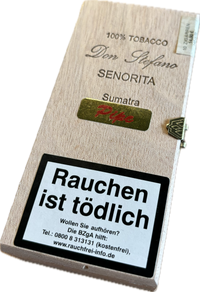 100% TOBACCO
Don Stefano
SENORITA
Sumatra
Rauchen
ist tödlich
Wollen Sie aufhören?
Die BZgA hilft:
Tel.: 0800 8 313131 (kostenfrei),
www.rauchfrei-info.de